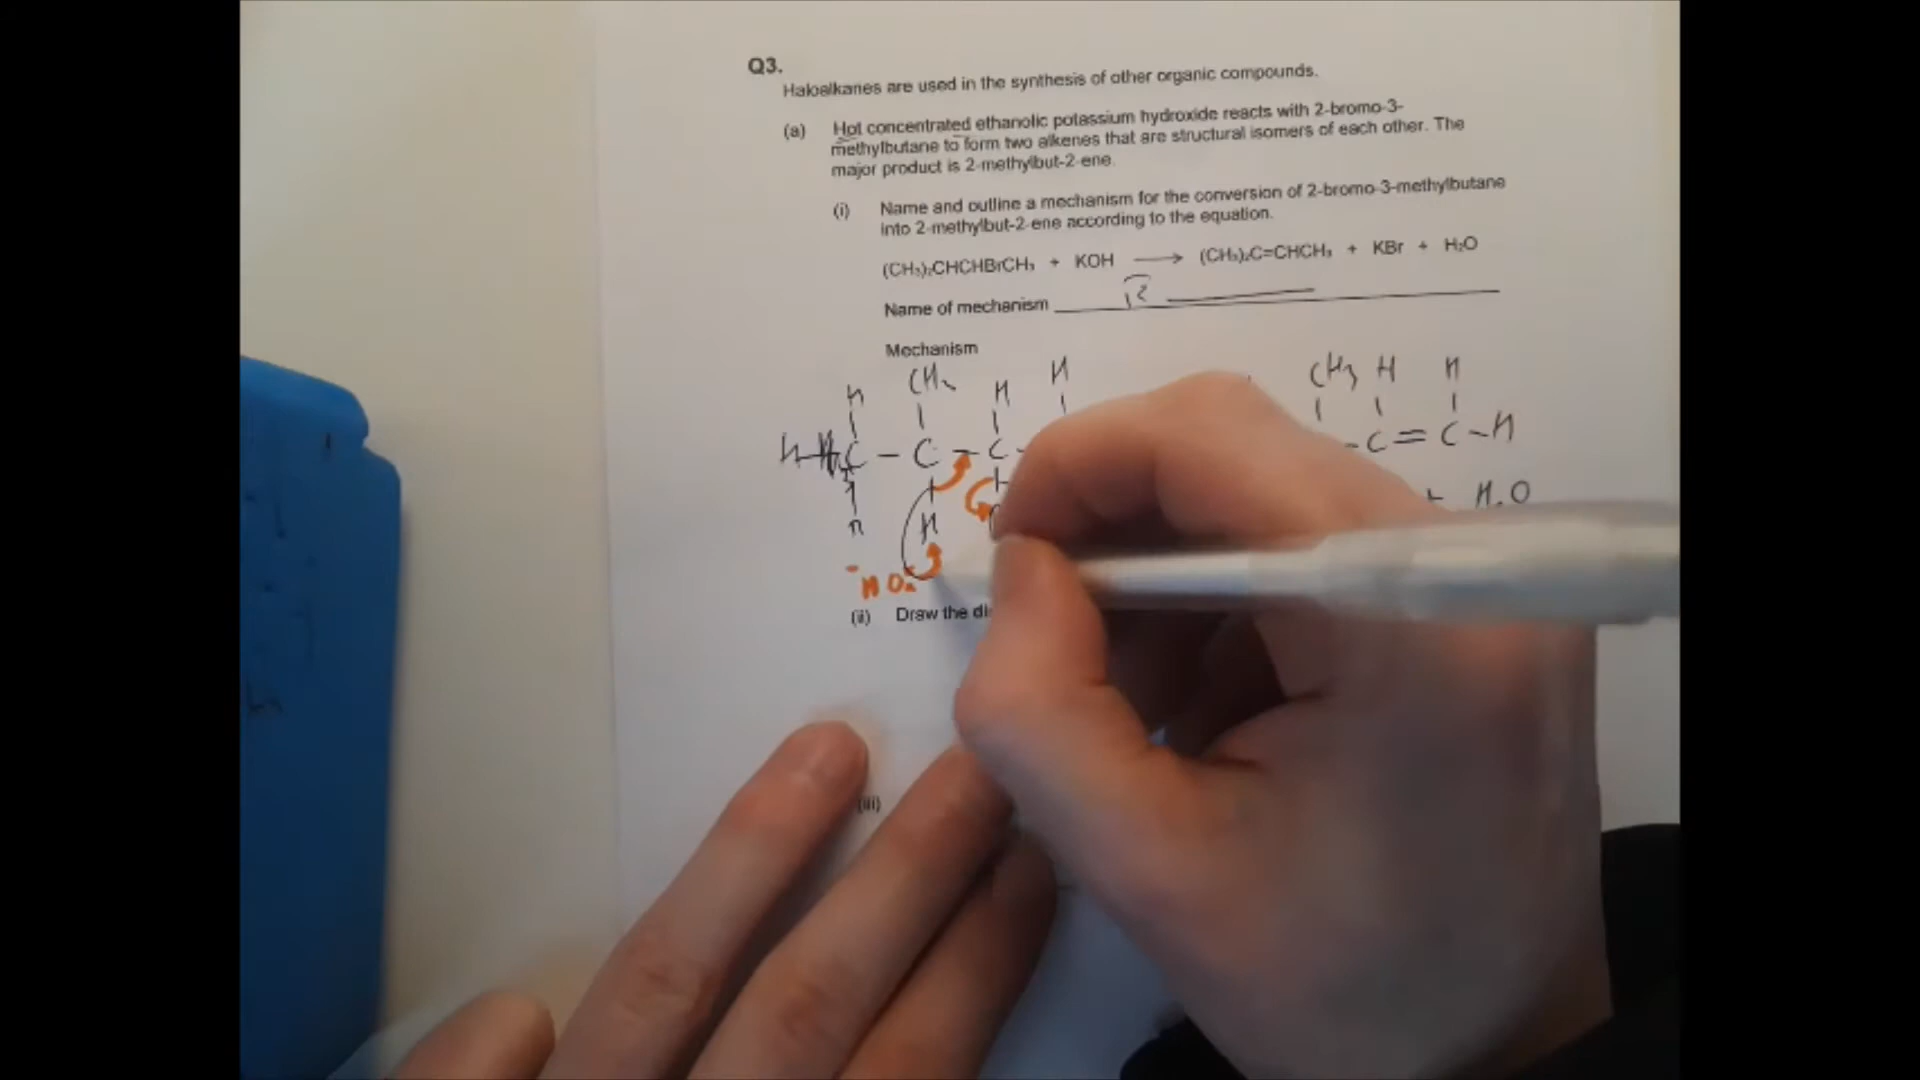 Q3.
Haloalkanes are used in the synthesis of other organic compounds.
(a) Hot concentrated ethanolic potassium hydroxide reacts with 2-bromo-3-
methylbutane to form two alkenes that are structural isomers of each other. The
major product is 2-methylbut-2-ene.
(i) Name and outline a mechanism for the conversion of 2-bromo-3-methylbutane
into 2-methylbut-2-ene according to the equation.
(CH₃)₂CHCHBrCH₃ + KOH ⟶ (CH₃)₂C=CHCH₃ + KBr + H₂O
Name of mechanism
Mechanism
H CH₃ H H CH₃ H H
C – C – C – C = C – H
H H + H₂O
⁻HO:
(ii) Draw the
(iii)